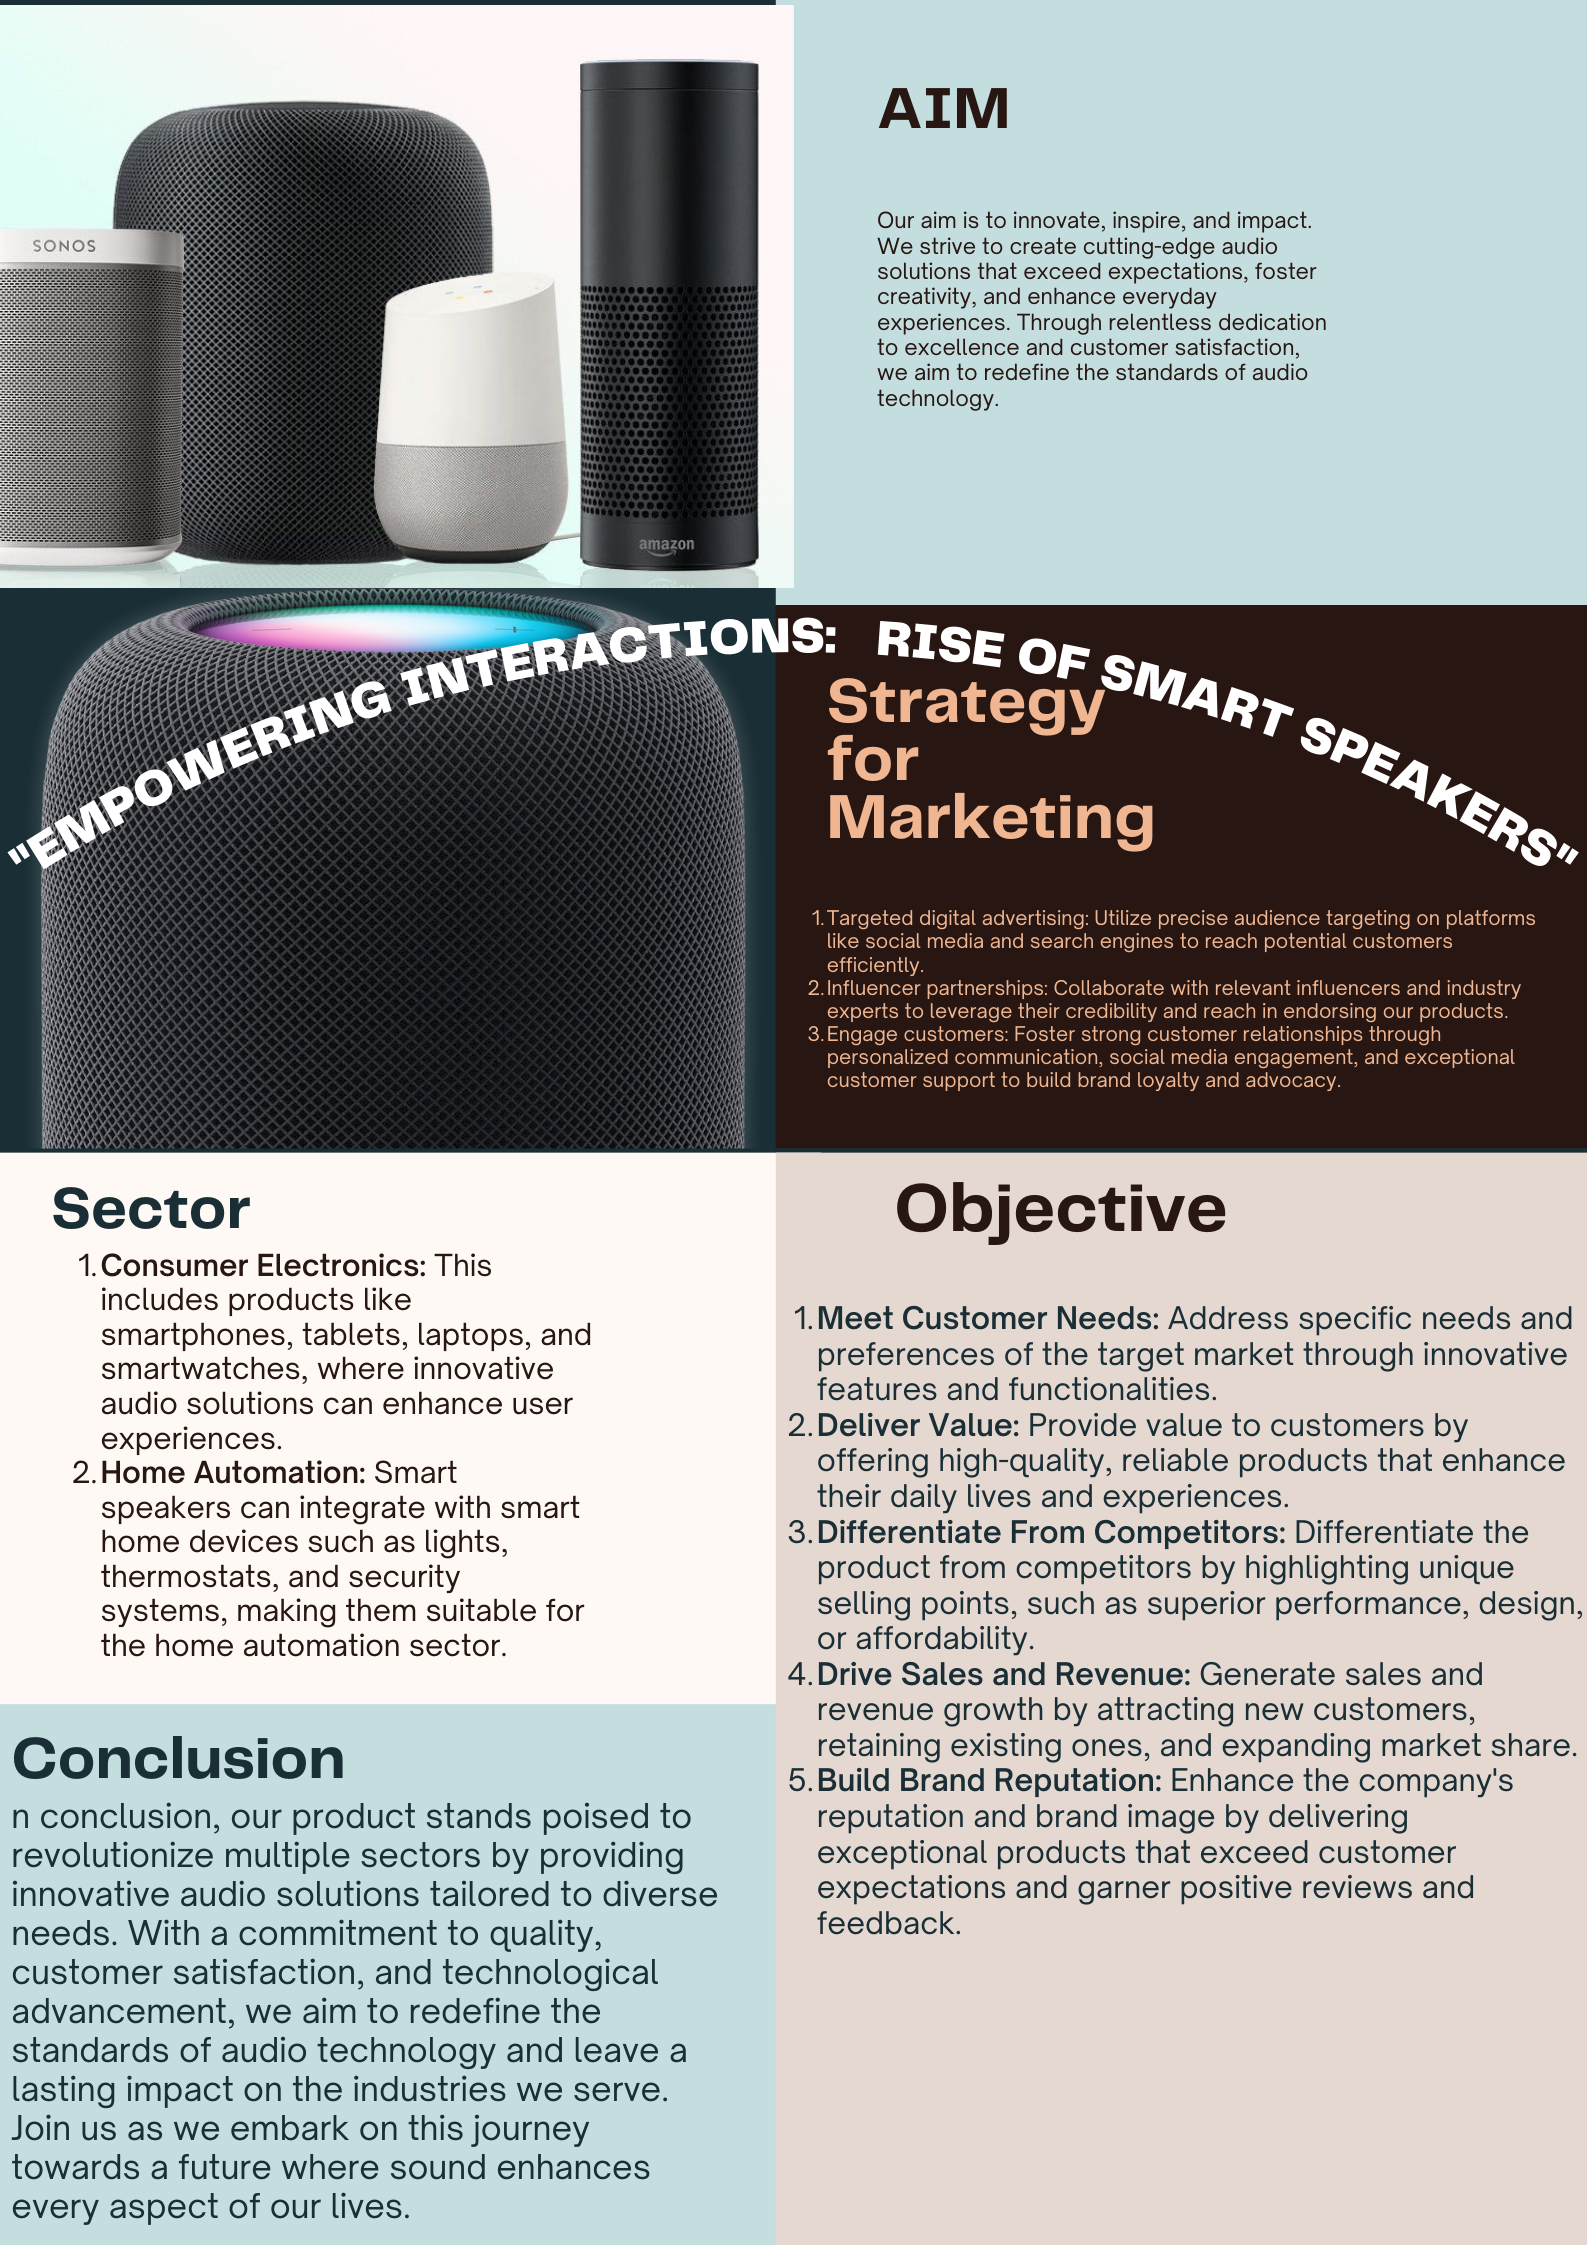 SONOS
amazon
AIM
Our aim is to innovate, inspire, and impact.
We strive to create cutting-edge audio
solutions that exceed expectations, foster
creativity, and enhance everyday
experiences. Through relentless dedication
to excellence and customer satisfaction,
we aim to redefine the standards of audio
technology.
"EMPOWERING INTERACTIONS: RISE OF SMART SPEAKERS"
Strategy
for
Marketing
1. Targeted digital advertising: Utilize precise audience targeting on platforms
like social media and search engines to reach potential customers
efficiently.
2. Influencer partnerships: Collaborate with relevant influencers and industry
experts to leverage their credibility and reach in endorsing our products.
3. Engage customers: Foster strong customer relationships through
personalized communication, social media engagement, and exceptional
customer support to build brand loyalty and advocacy.
Sector
1. Consumer Electronics: This
includes products like
smartphones, tablets, laptops, and
smartwatches, where innovative
audio solutions can enhance user
experiences.
2. Home Automation: Smart
speakers can integrate with smart
home devices such as lights,
thermostats, and security
systems, making them suitable for
the home automation sector.
Objective
1. Meet Customer Needs: Address specific needs and
preferences of the target market through innovative
features and functionalities.
2. Deliver Value: Provide value to customers by
offering high-quality, reliable products that enhance
their daily lives and experiences.
3. Differentiate From Competitors: Differentiate the
product from competitors by highlighting unique
selling points, such as superior performance, design,
or affordability.
4. Drive Sales and Revenue: Generate sales and
revenue growth by attracting new customers,
retaining existing ones, and expanding market share.
5. Build Brand Reputation: Enhance the company's
reputation and brand image by delivering
exceptional products that exceed customer
expectations and garner positive reviews and
feedback.
Conclusion
n conclusion, our product stands poised to
revolutionize multiple sectors by providing
innovative audio solutions tailored to diverse
needs. With a commitment to quality,
customer satisfaction, and technological
advancement, we aim to redefine the
standards of audio technology and leave a
lasting impact on the industries we serve.
Join us as we embark on this journey
towards a future where sound enhances
every aspect of our lives.